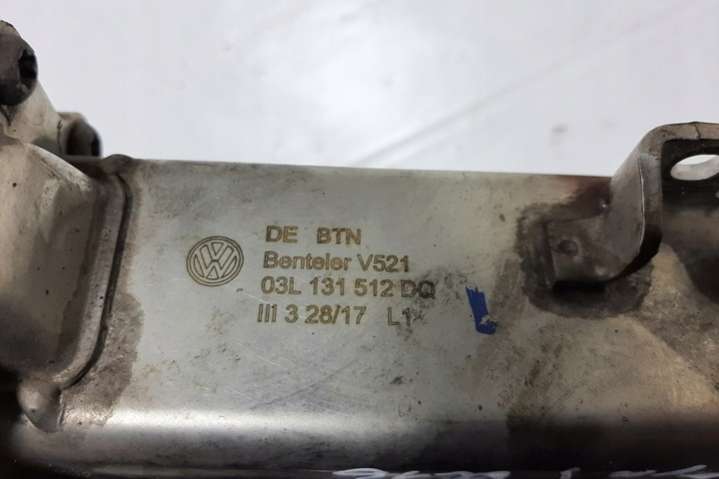 DE BTN
Benteler V521
03L 131 512 DQ
III 3 28/17 L1